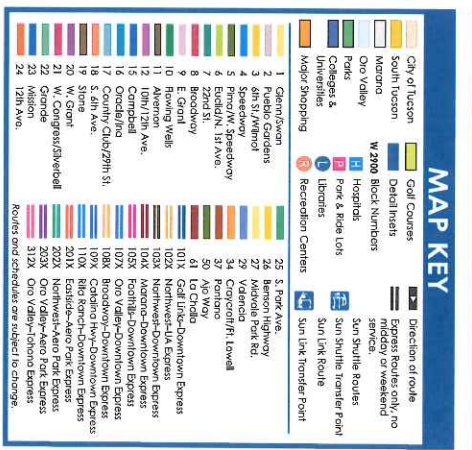 MAP KEY
City of Tucson
South Tucson
Marana
Oro Valley
Parks
Colleges &
Universities
Major Shopping
Golf Courses
Detail Insets
W 2900 Block Numbers
H Hospitals
P Park & Ride Lots
L Libraries
R Recreation Centers
Direction of route
Express Routes only, no
midday or weekend
service.
Sun Shuttle Routes
Sun Shuttle Transfer Point
Sun Link Route
Sun Link Transfer Point
1 Glenn/Swan
2 Pueblo Gardens
3 6th St./Wilmot
4 Speedway
5 Pima/W. Speedway
6 Euclid/N. 1st Ave.
7 22nd St.
8 Broadway
9 E. Grant
10 Flowing Wells
11 Alvernon
12 10th/12th Ave.
15 Campbell
16 Oracle/Ina
17 Country Club/29th St.
18 S. 6th Ave.
19 Stone
20 W. Grant
21 W. Congress/Silverbell
22 Grande
23 Mission
24 12th Ave.
25 S. Park Ave.
26 Benson Highway
27 Midvale Park Rd.
29 Valencia
34 Craycroft/Ft. Lowell
37 Pantano
50 Ajo Way
61 La Cholla
101X Golf Links–Downtown Express
102X Northwest–UA Express
103X Northwest–Downtown Express
104X Marana–Downtown Express
105X Foothills–Downtown Express
107X Oro Valley–Downtown Express
108X Broadway–Downtown Express
109X Catalina Hwy–Downtown Express
110X Rita Ranch–Downtown Express
201X Eastside–Aero Park Express
202X Northwest–Aero Park Express
203X Oro Valley–Aero Park Express
312X Oro Valley–Tohono Express
Routes and schedules are subject to change.